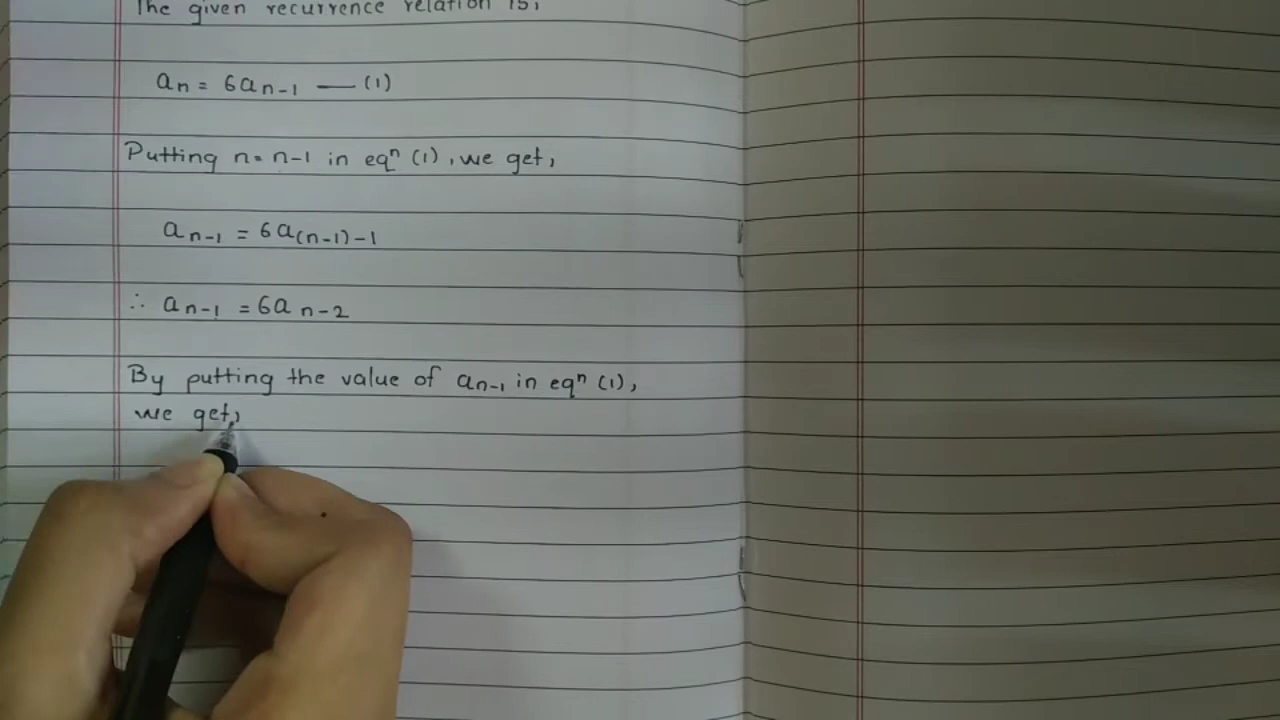 The given recurrence relation is,
aₙ = 6aₙ₋₁ — (1)
Putting n = n-1 in eqⁿ (1), we get,
aₙ₋₁ = 6a₍ₙ₋₁₎₋₁
∴ aₙ₋₁ = 6aₙ₋₂
By putting the value of aₙ₋₁ in eqⁿ (1),
we get,